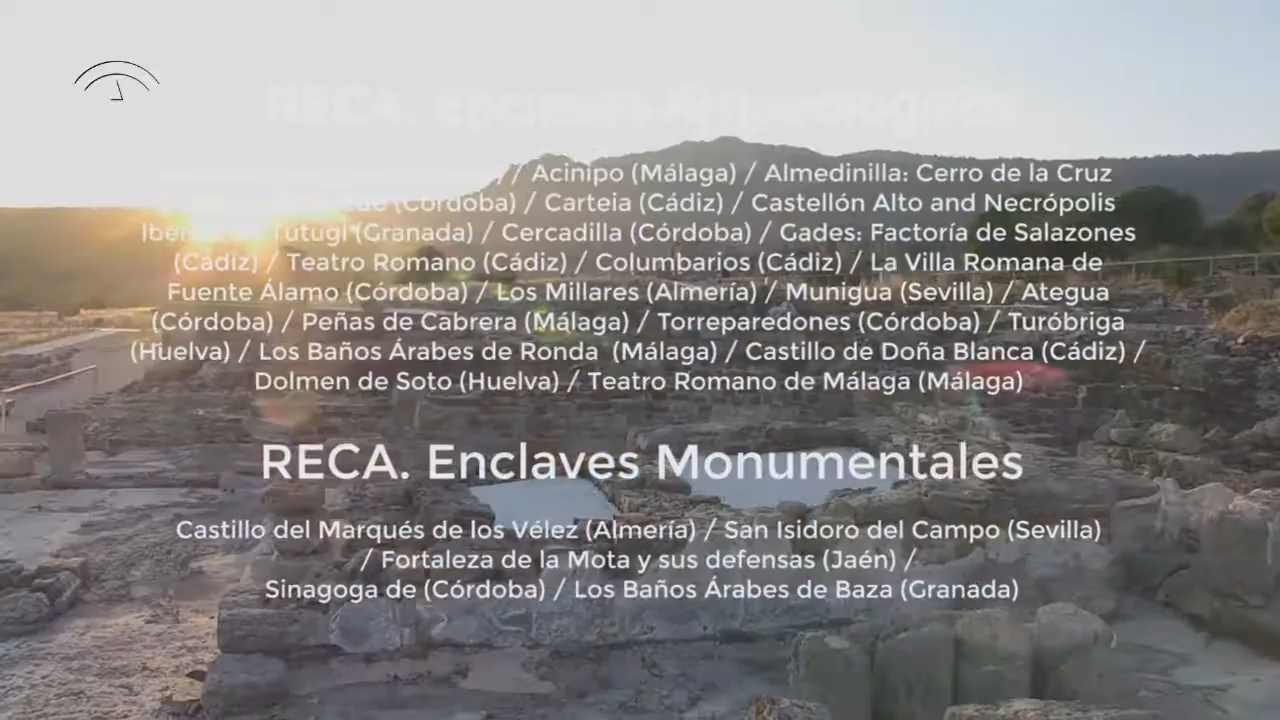 RECA. Enclaves Arqueológicos
/ Acinipo (Málaga) / Almedinilla: Cerro de la Cruz
(Córdoba) / Carteia (Cádiz) / Castellón Alto and Necrópolis
Tutugi (Granada) / Cercadilla (Córdoba) / Gades: Factoría de Salazones
(Cádiz) / Teatro Romano (Cádiz) / Columbarios (Cádiz) / La Villa Romana de
Fuente Álamo (Córdoba) / Los Millares (Almería) / Munigua (Sevilla) / Ategua
(Córdoba) / Peñas de Cabrera (Málaga) / Torreparedones (Córdoba) / Turóbriga
(Huelva) / Los Baños Árabes de Ronda (Málaga) / Castillo de Doña Blanca (Cádiz) /
Dolmen de Soto (Huelva) / Teatro Romano de Málaga (Málaga)
RECA. Enclaves Monumentales
Castillo del Marqués de los Vélez (Almería) / San Isidoro del Campo (Sevilla)
/ Fortaleza de la Mota y sus defensas (Jaén) /
Sinagoga de (Córdoba) / Los Baños Árabes de Baza (Granada)